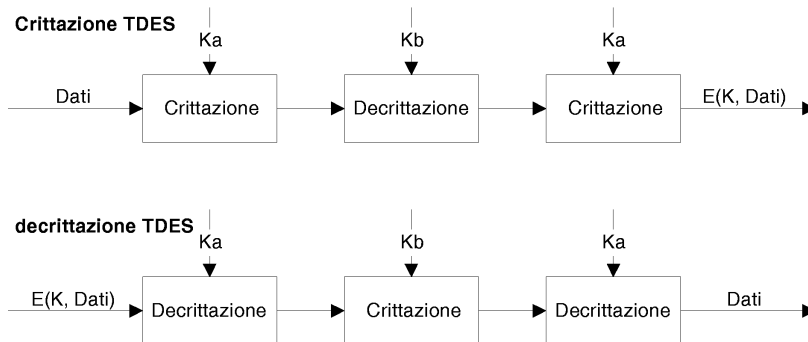 Crittazione TDES
Ka Kb Ka
Dati Crittazione Decrittazione Crittazione E(K, Dati)
decrittazione TDES
Ka Kb Ka
E(K, Dati) Decrittazione Crittazione Decrittazione Dati